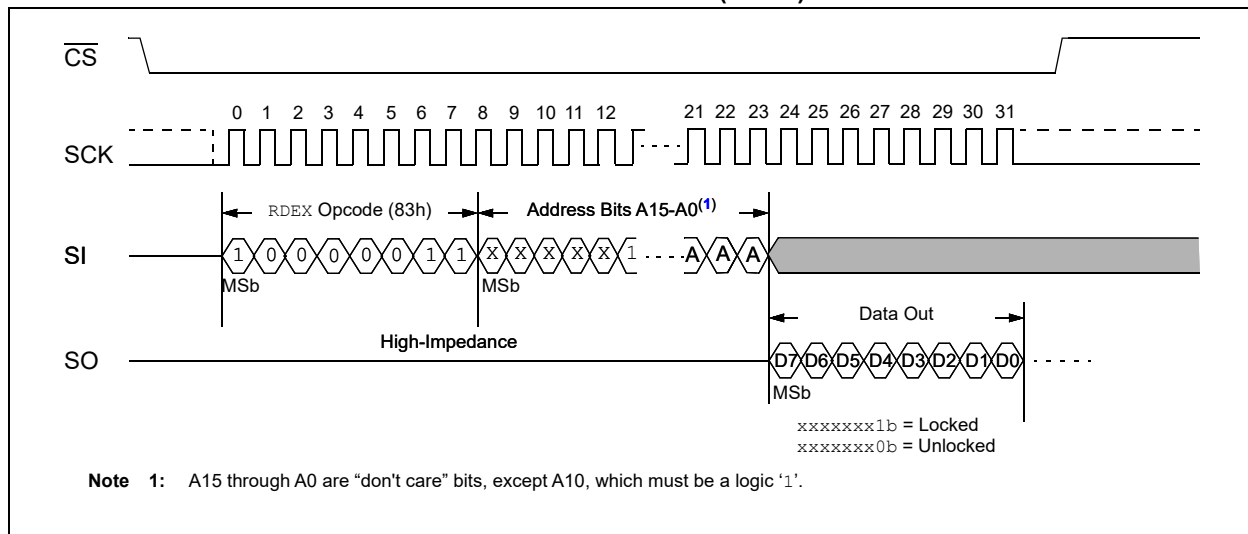 CS
0 1 2 3 4 5 6 7 8 9 10 11 12 21 22 23 24 25 26 27 28 29 30 31
SCK
RDEX Opcode (83h) Address Bits A15-A0(1)
SI 1 0 0 0 0 0 1 1 X X X X X 1 A A A
MSb MSb
Data Out
High-Impedance
SO D7 D6 D5 D4 D3 D2 D1 D0
MSb
xxxxxxx1b = Locked
xxxxxxx0b = Unlocked
Note 1: A15 through A0 are “don't care” bits, except A10, which must be a logic ‘1’.